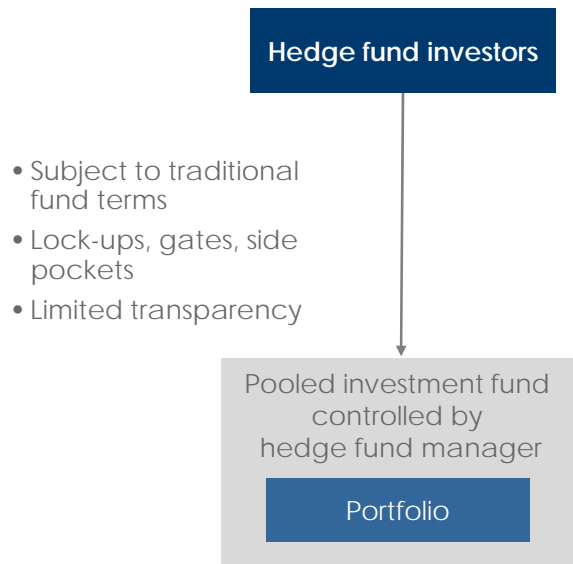 Hedge fund investors
• Subject to traditional
fund terms
• Lock-ups, gates, side
pockets
• Limited transparency
Pooled investment fund
controlled by
hedge fund manager
Portfolio